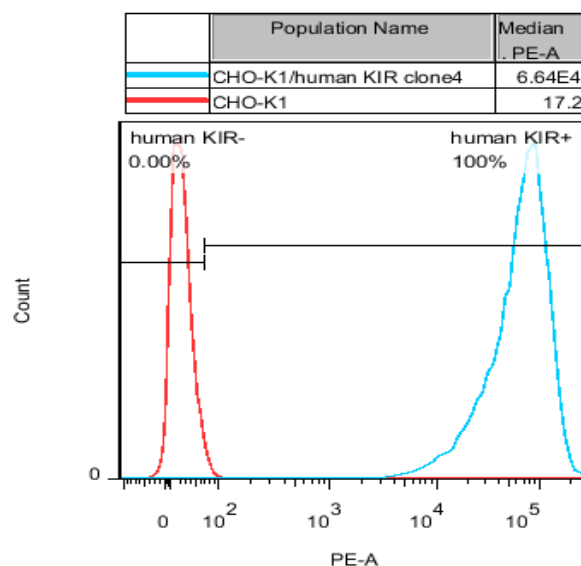 Population Name
Median
. PE-A
CHO-K1/human KIR clone4
6.64E4
CHO-K1
17.2
human KIR-
0.00%
human KIR+
100%
Count
0
0
10²
10³
10⁴
10⁵
PE-A